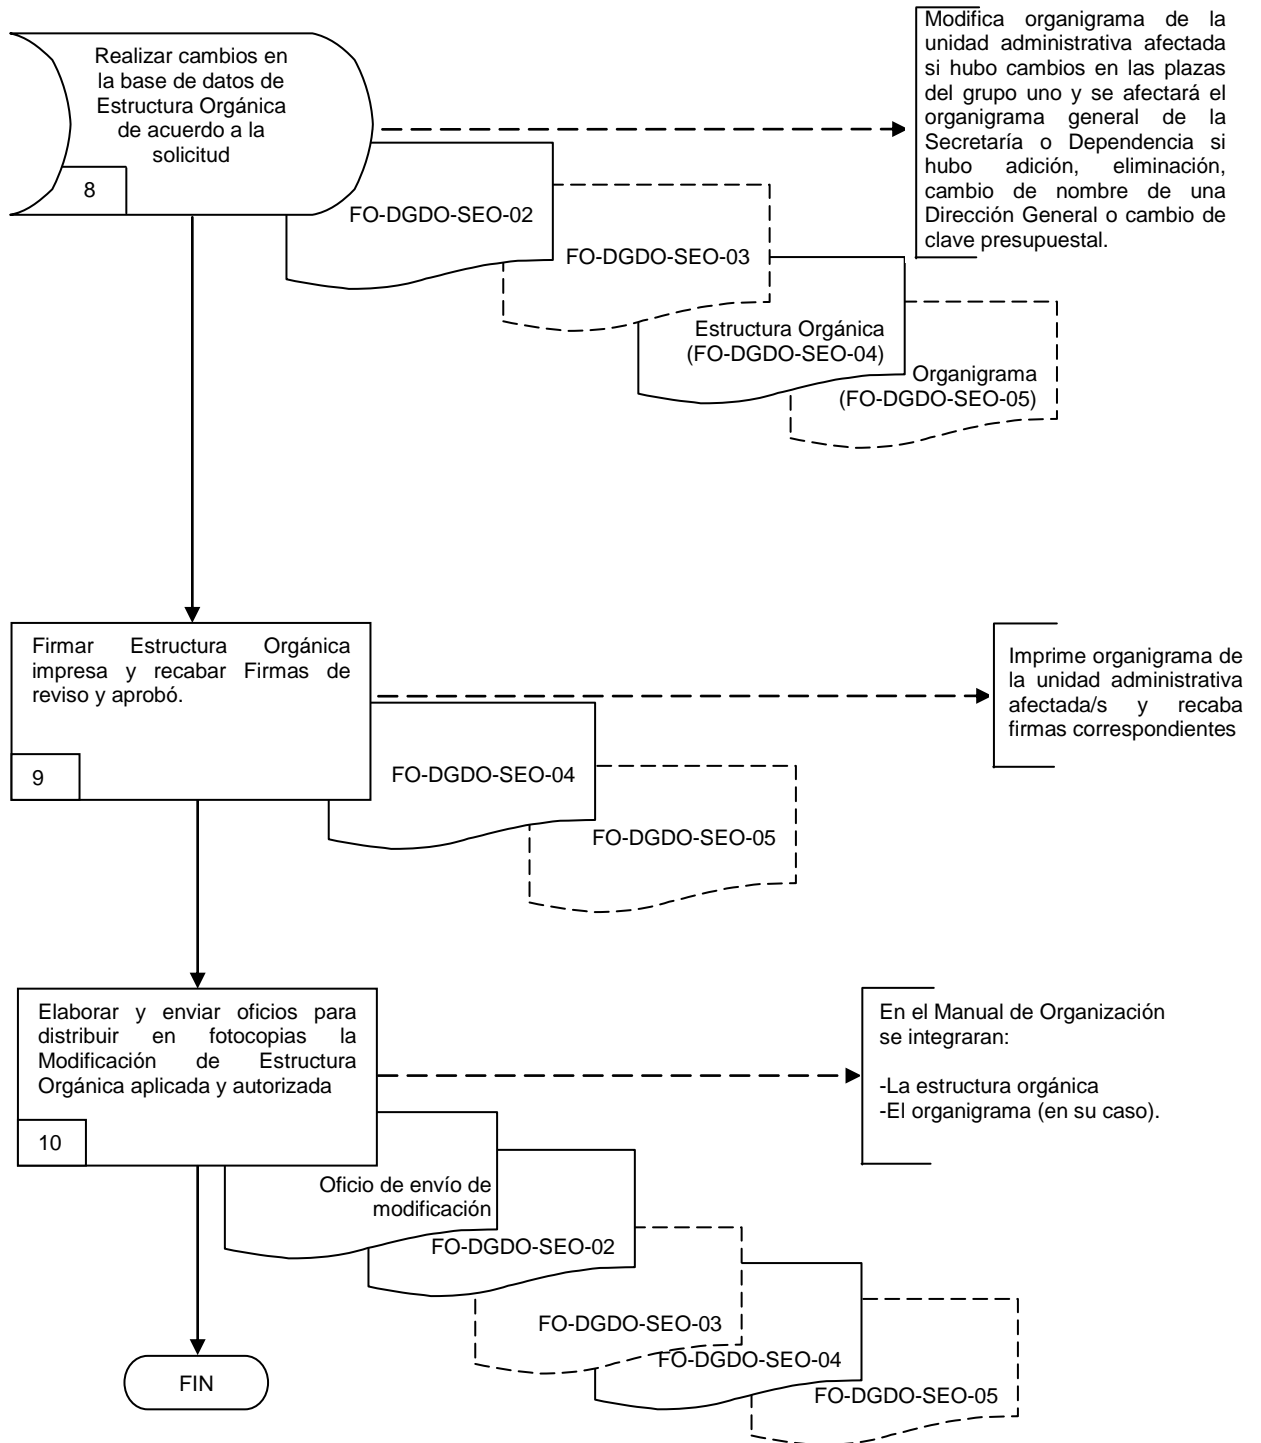 Realizar cambios en
la base de datos de
Estructura Orgánica
de acuerdo a la
solicitud
8
Modifica organigrama de la
unidad administrativa afectada
si hubo cambios en las plazas
del grupo uno y se afectará el
organigrama general de la
Secretaría o Dependencia si
hubo adición, eliminación,
cambio de nombre de una
Dirección General o cambio de
clave presupuestal.
FO-DGDO-SEO-02
FO-DGDO-SEO-03
Estructura Orgánica
(FO-DGDO-SEO-04)
Organigrama
(FO-DGDO-SEO-05)
Firmar Estructura Orgánica
impresa y recabar Firmas de
reviso y aprobó.
9
Imprime organigrama de
la unidad administrativa
afectada/s y recaba
firmas correspondientes
FO-DGDO-SEO-04
FO-DGDO-SEO-05
Elaborar y enviar oficios para
distribuir en fotocopias la
Modificación de Estructura
Orgánica aplicada y autorizada
10
En el Manual de Organización
se integraran:
-La estructura orgánica
-El organigrama (en su caso).
Oficio de envío de
modificación
FO-DGDO-SEO-02
FO-DGDO-SEO-03
FO-DGDO-SEO-04
FO-DGDO-SEO-05
FIN